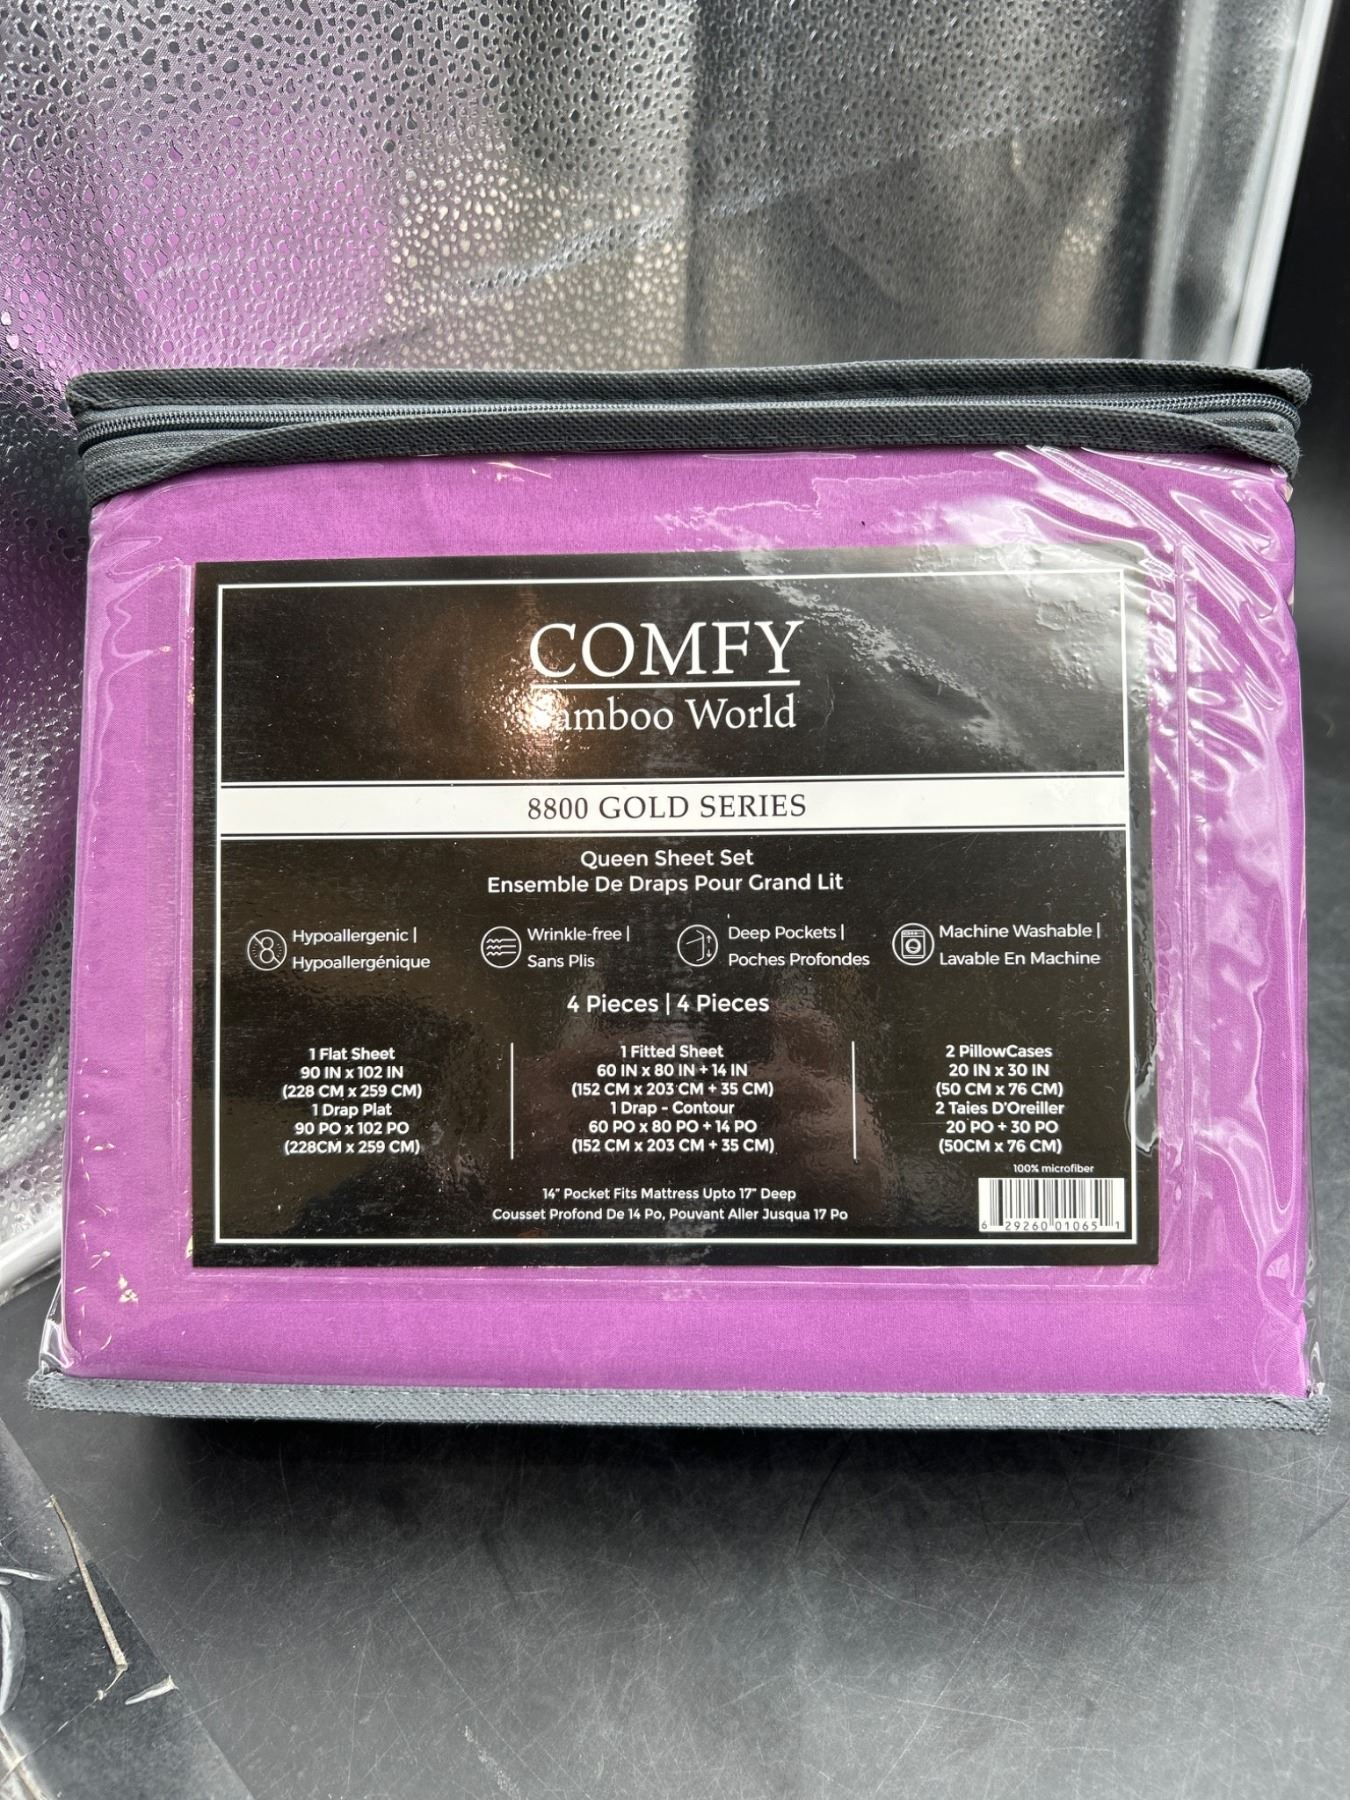 COMFY
Bamboo World
8800 GOLD SERIES
Queen Sheet Set
Ensemble De Draps Pour Grand Lit
Hypoallergenic |
Hypoallergénique
Wrinkle-free |
Sans Plis
Deep Pockets |
Poches Profondes
Machine Washable |
Lavable En Machine
4 Pieces | 4 Pieces
1 Flat Sheet
90 IN x 102 IN
(228 CM x 259 CM)
1 Drap Plat
90 PO x 102 PO
(228CM x 259 CM)
1 Fitted Sheet
60 IN x 80 IN + 14 IN
(152 CM x 203 CM + 35 CM)
1 Drap - Contour
60 PO x 80 PO + 14 PO
(152 CM x 203 CM + 35 CM)
2 PillowCases
20 IN x 30 IN
(50 CM x 76 CM)
2 Taies D'Oreiller
20 PO + 30 PO
(50CM x 76 CM)
100% microfiber
14" Pocket Fits Mattress Upto 17" Deep
Cousset Profond De 14 Po, Pouvant Aller Jusqua 17 Po
6 29260 01065 1